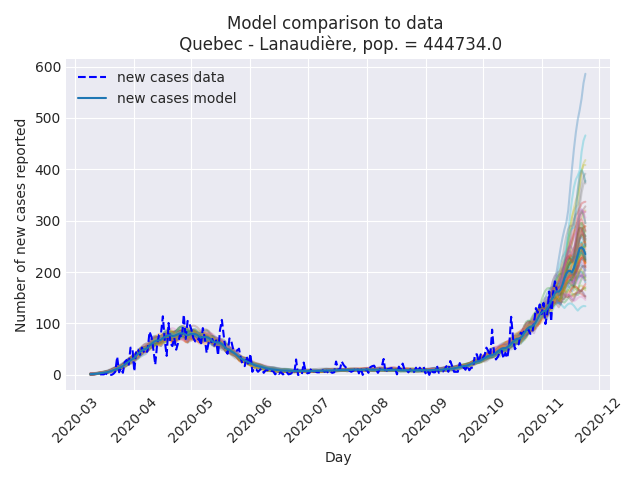 Model comparison to data
Quebec - Lanaudière, pop. = 444734.0
new cases data
new cases model
Number of new cases reported
600
500
400
300
200
100
0
2020-03
2020-04
2020-05
2020-06
2020-07
2020-08
2020-09
2020-10
2020-11
2020-12
Day